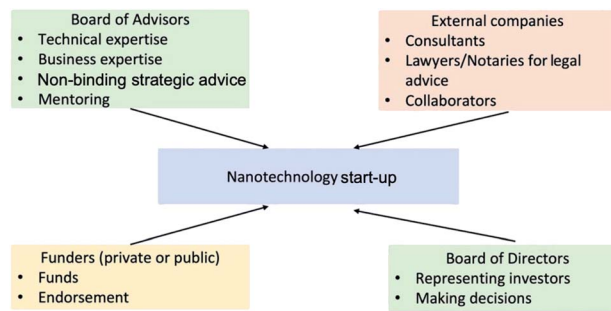 Board of Advisors
• Technical expertise
• Business expertise
• Non-binding strategic advice
• Mentoring
External companies
• Consultants
• Lawyers/Notaries for legal
advice
• Collaborators
Nanotechnology start-up
Funders (private or public)
• Funds
• Endorsement
Board of Directors
• Representing investors
• Making decisions